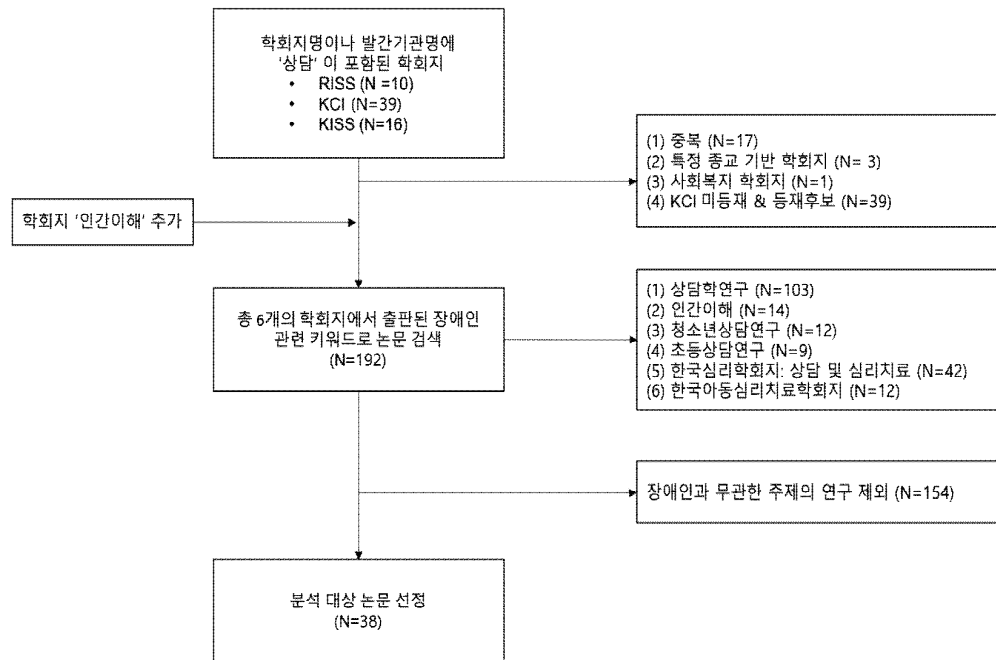 학회지명이나 발간기관명에
'상담' 이 포함된 학회지
• RISS (N =10)
• KCI (N=39)
• KISS (N=16)
(1) 중복 (N=17)
(2) 특정 종교 기반 학회지 (N= 3)
(3) 사회복지 학회지 (N=1)
(4) KCI 미등재 & 등재후보 (N=39)
학회지 '인간이해' 추가
총 6개의 학회지에서 출판된 장애인
관련 키워드로 논문 검색
(N=192)
(1) 상담학연구 (N=103)
(2) 인간이해 (N=14)
(3) 청소년상담연구 (N=12)
(4) 초등상담연구 (N=9)
(5) 한국심리학회지: 상담 및 심리치료 (N=42)
(6) 한국아동심리치료학회지 (N=12)
장애인과 무관한 주제의 연구 제외 (N=154)
분석 대상 논문 선정
(N=38)